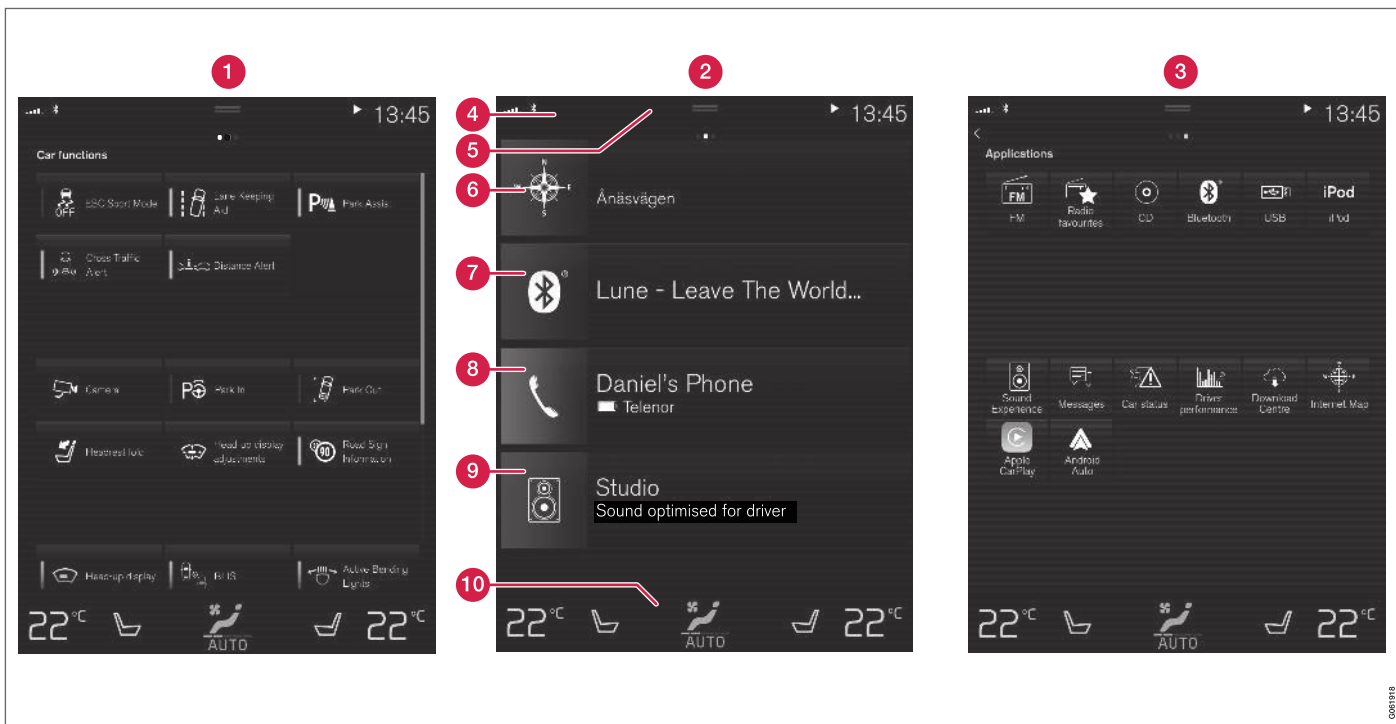 1
2
3
13:45
Car functions
OFF
ESC Sport Mode
Lane Keeping
Aid
Park Assist
Cross Traffic
Alert
Distance Alert
Camera
Park In
Park Out
Headrest fold
Head-up display
adjustments
90
Road Sign
Information
Head-up display
BLIS
Active Bending
Lights
22°C
AUTO
22°C
4
5
6
7
8
9
10
13:45
N
E
S
Ånäsvägen
Lune - Leave The World...
Daniel's Phone
Telenor
Studio
Sound optimised for driver
22°C
AUTO
22°C
13:45
Applications
FM
FM
Radio
favourites
CD
Bluetooth
USB
iPod
iPod
Sound
Experience
Messages
Car status
Driver
performance
Download
Centre
Internet Map
Apple
CarPlay
Android
Auto
22°C
AUTO
22°C
G061918